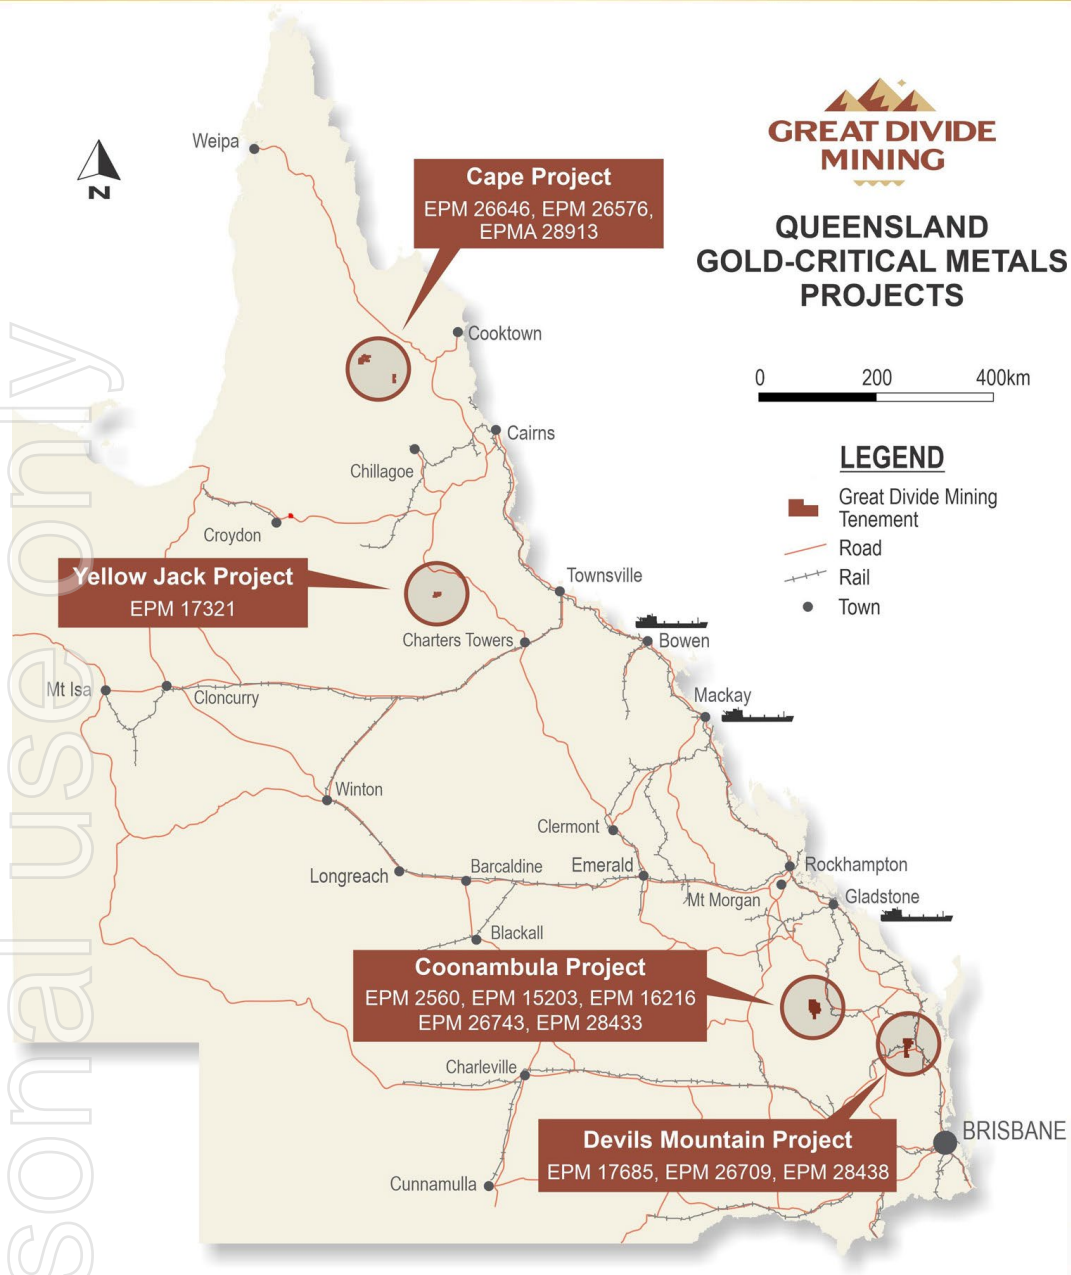 GREAT DIVIDE
MINING
QUEENSLAND
GOLD-CRITICAL METALS
PROJECTS
0 200 400km
LEGEND
Great Divide Mining
Tenement
Road
Rail
Town
N
Weipa
Cape Project
EPM 26646, EPM 26576,
EPMA 28913
Cooktown
Cairns
Chillagoe
Croydon
Yellow Jack Project
EPM 17321
Townsville
Charters Towers
Bowen
Mt Isa
Cloncurry
Mackay
Winton
Clermont
Longreach
Barcaldine
Emerald
Rockhampton
Mt Morgan
Gladstone
Blackall
Coonambula Project
EPM 2560, EPM 15203, EPM 16216
EPM 26743, EPM 28433
Charleville
Devils Mountain Project
EPM 17685, EPM 26709, EPM 28438
BRISBANE
Cunnamulla
sonal use only